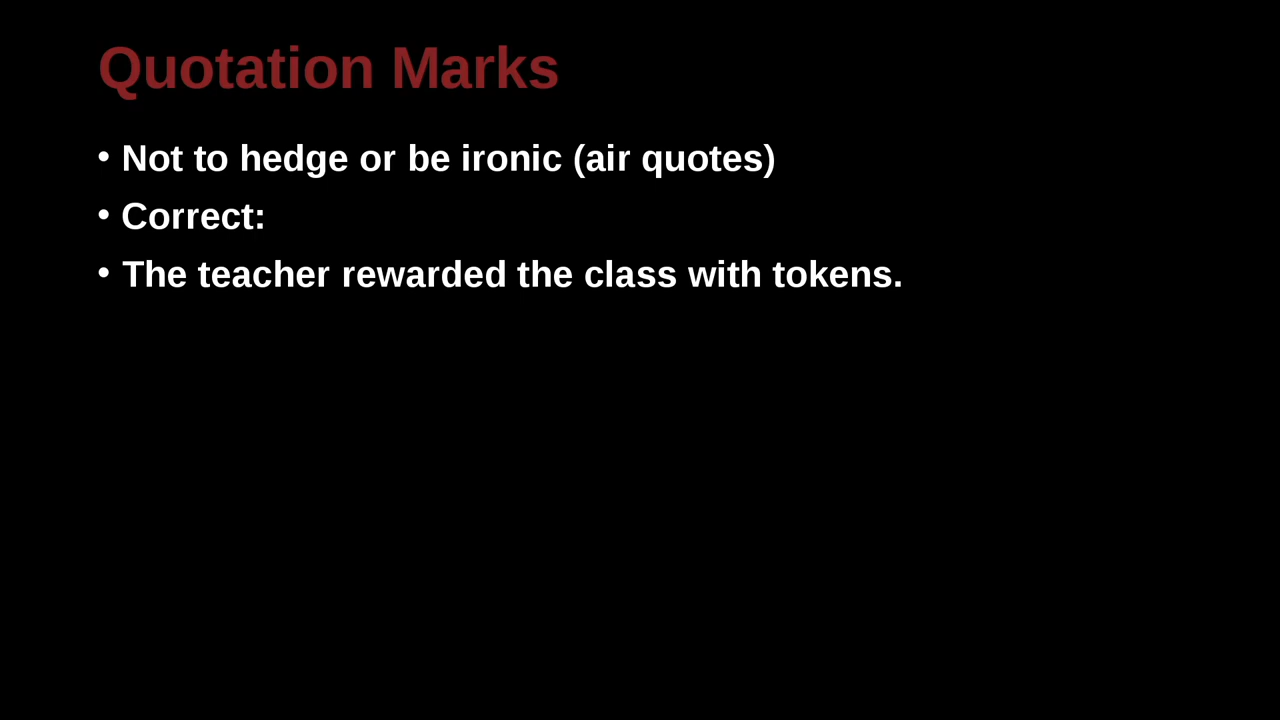 Quotation Marks
• Not to hedge or be ironic (air quotes)
• Correct:
• The teacher rewarded the class with tokens.